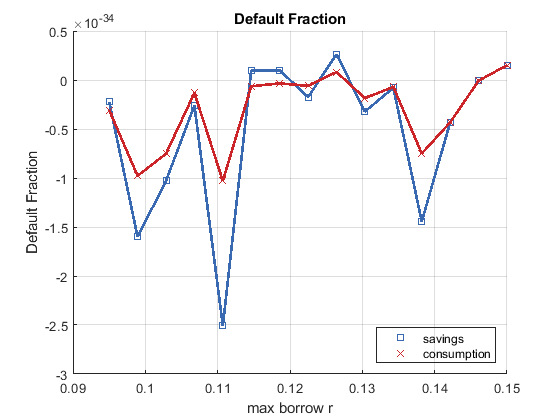 Default Fraction
×10⁻³⁴
0.5
0
-0.5
-1
-1.5
-2
-2.5
-3
Default Fraction
0.09 0.1 0.11 0.12 0.13 0.14 0.15
max borrow r
savings
consumption